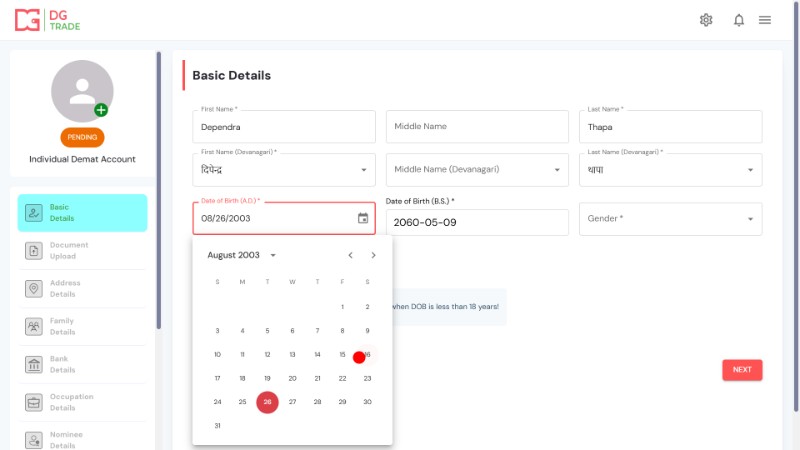 DG
TRADE
PENDING
Individual Demat Account
Basic
Details
Document
Upload
Address
Details
Family
Details
Bank
Details
Occupation
Details
Nominee
Details
Basic Details
First Name *
Dependra
Middle Name
Last Name *
Thapa
First Name (Devanagari) *
दिपेन्द्र
Middle Name (Devanagari)
Last Name (Devanagari) *
थापा
Date of Birth (A.D.) *
08/26/2003
Date of Birth (B.S.) *
2060-05-09
Gender *
August 2003
S M T W T F S
1 2
3 4 5 6 7 8 9
10 11 12 13 14 15 16
17 18 19 20 21 22 23
24 25 26 27 28 29 30
31
when DOB is less than 18 years!
NEXT